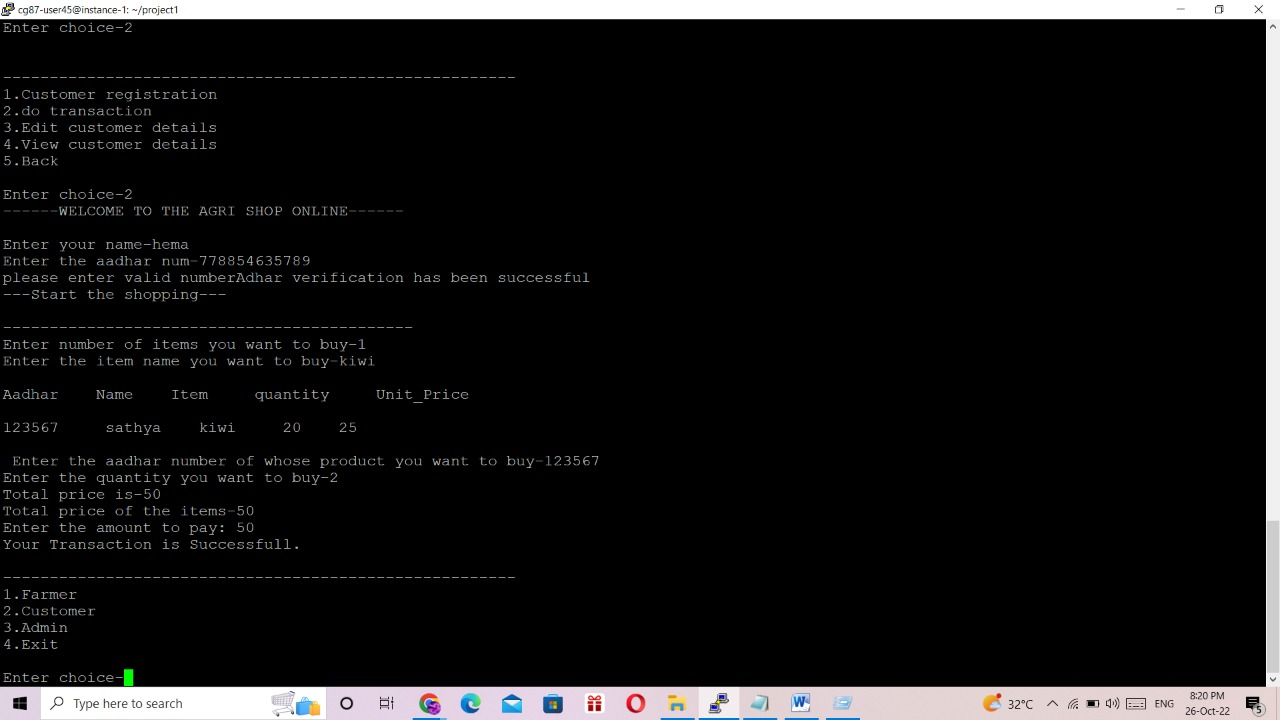 cg87-user45@instance-1: ~/project1
Enter choice-2
-------------------------------------------------------
1.Customer registration
2.do transaction
3.Edit customer details
4.View customer details
5.Back
Enter choice-2
------WELCOME TO THE AGRI SHOP ONLINE------
Enter your name-hema
Enter the aadhar num-778854635789
please enter valid numberAdhar verification has been successful
---Start the shopping---
--------------------------------------------
Enter number of items you want to buy-1
Enter the item name you want to buy-kiwi
Aadhar    Name    Item     quantity     Unit_Price
123567     sathya    kiwi     20    25
Enter the aadhar number of whose product you want to buy-123567
Enter the quantity you want to buy-2
Total price is-50
Total price of the items-50
Enter the amount to pay: 50
Your Transaction is Successfull.
-------------------------------------------------------
1.Farmer
2.Customer
3.Admin
4.Exit
Enter choice-
Type here to search
32°C
ENG
8:20 PM
26-Oct-22
5